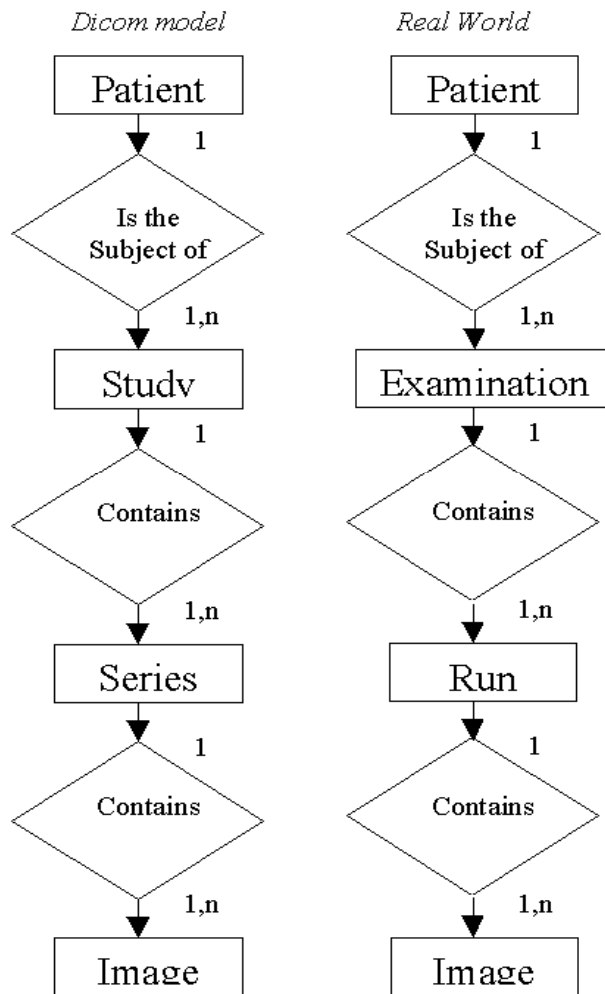 Dicom model
Patient
1
Is the
Subject of
1,n
Studv
1
Contains
1,n
Series
1
Contains
1,n
Image
Real World
Patient
1
Is the
Subject of
1,n
Examination
1
Contains
1,n
Run
1
Contains
1,n
Image